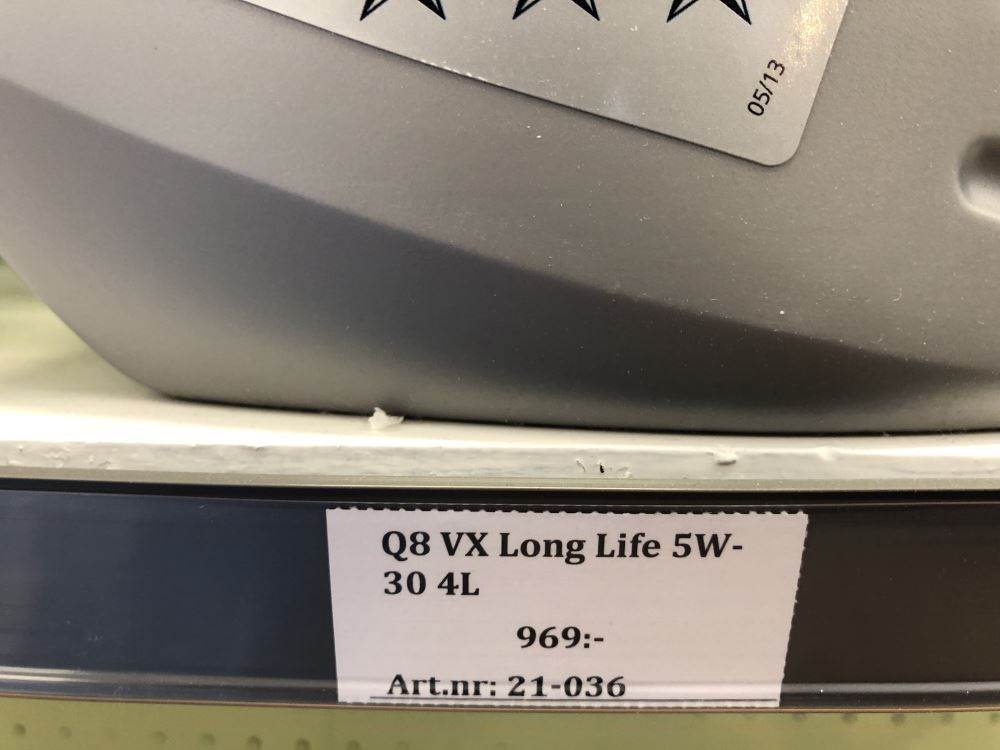 05/13
Q8 VX Long Life 5W-
30 4L
969:-
Art.nr: 21-036